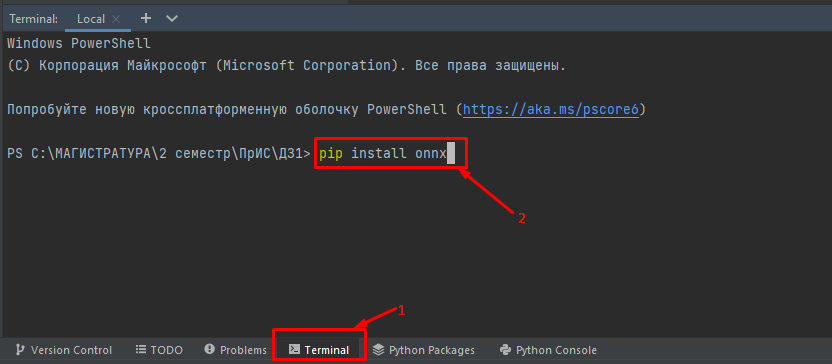 Terminal: Local × + 
Windows PowerShell
(C) Корпорация Майкрософт (Microsoft Corporation). Все права защищены.
Попробуйте новую кроссплатформенную оболочку PowerShell (https://aka.ms/pscore6)
PS C:\МАГИСТРАТУРА\2 семестр\ПрИС\ДЗ1> pip install onnx
2
1
Version Control TODO Problems Terminal Python Packages Python Console